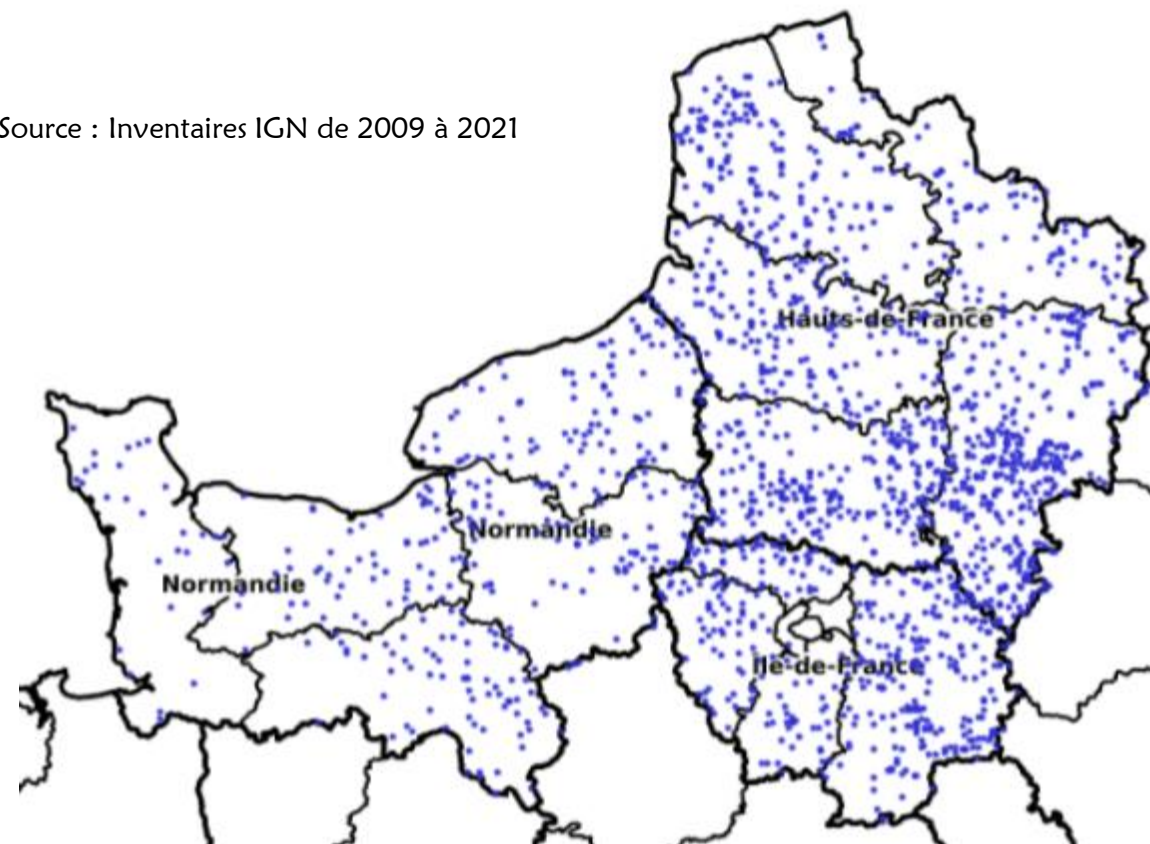 Source : Inventaires IGN de 2009 à 2021
Hauts-de-France
Normandie
Normandie
Île-de-France